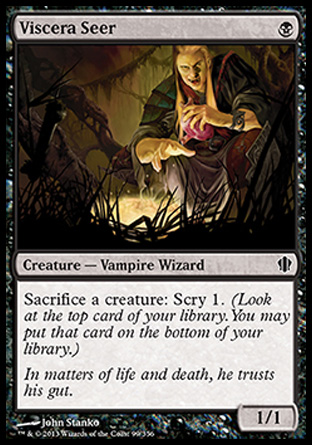 Viscera Seer
Creature — Vampire Wizard
Sacrifice a creature: Scry 1. (Look
at the top card of your library. You may
put that card on the bottom of your
library.)
In matters of life and death, he trusts
his gut.
John Stanko
™ & © 2013 Wizards of the Coast 99/356
1/1